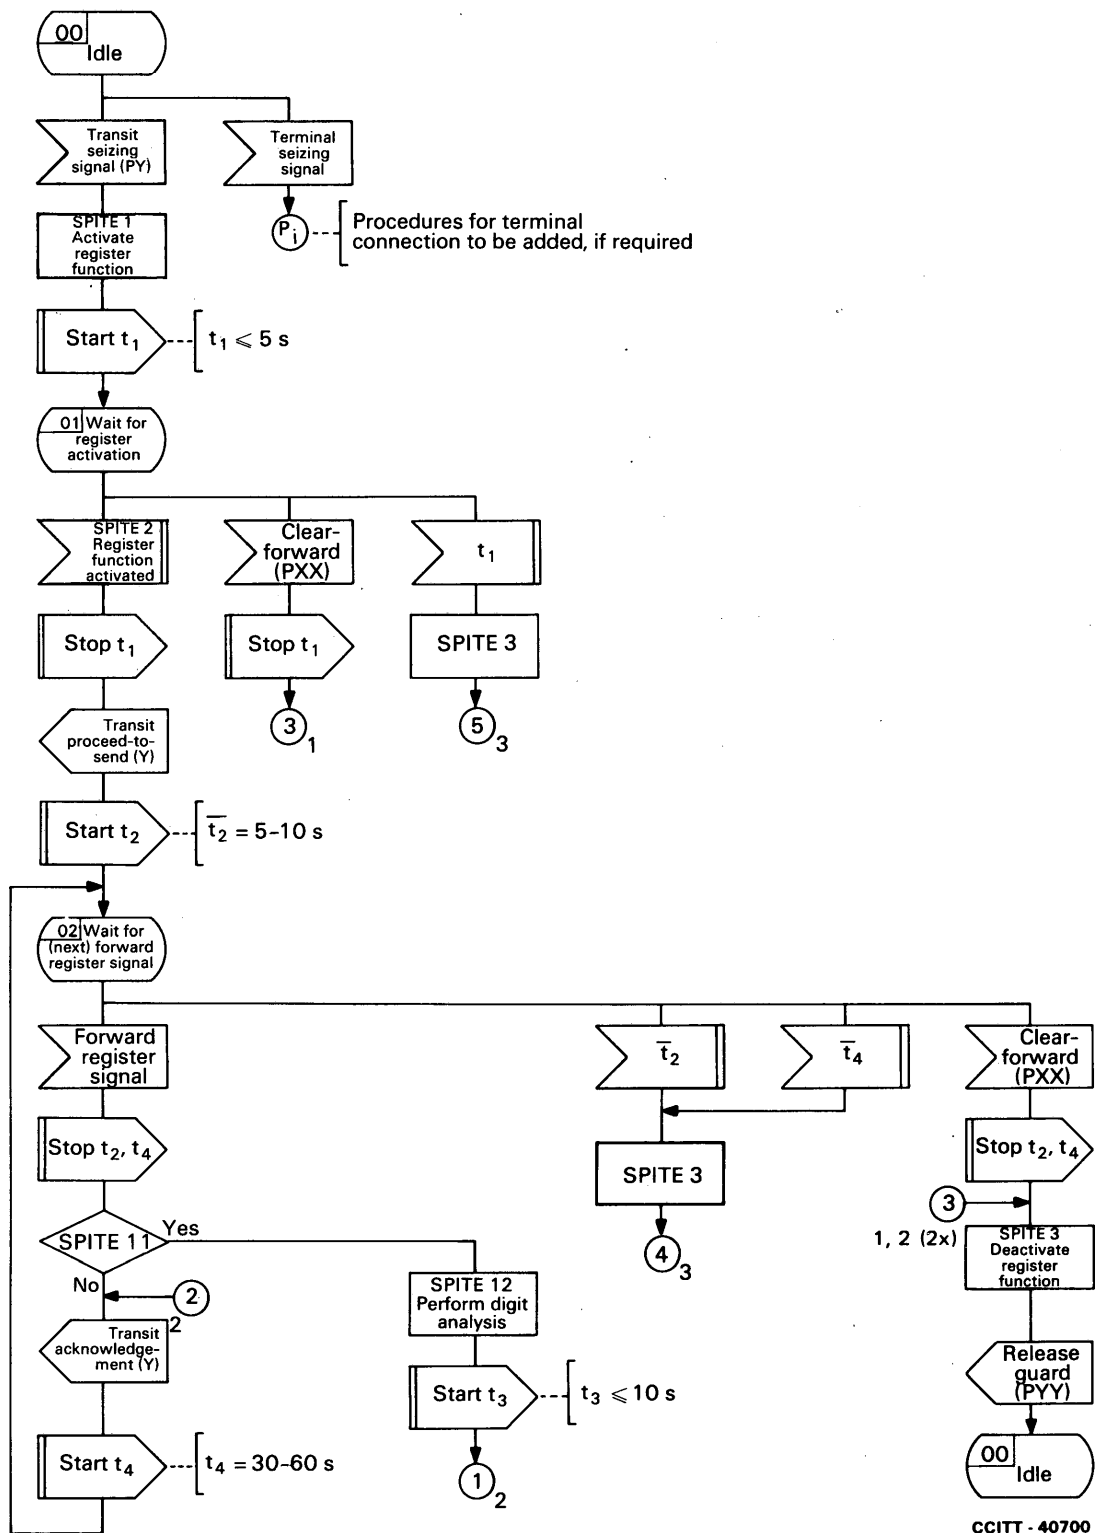 00
Idle
Transit
seizing
signal (PY)
Terminal
seizing
signal
SPITE 1
Activate
register
function
Pi
Procedures for terminal
connection to be added, if required
Start t1
t1 ⩽ 5 s
01 Wait for
register
activation
SPITE 2
Register
function
activated
Clear-
forward
(PXX)
t1
Stop t1
Stop t1
SPITE 3
3
1
5
3
Transit
proceed-to-
send (Y)
Start t2
t̅2 = 5-10 s
02 Wait for
(next) forward
register signal
Forward
register
signal
t̅2
t̅4
Clear-
forward
(PXX)
Stop t2, t4
SPITE 3
Stop t2, t4
3
1, 2 (2x)
SPITE 11
Yes
No
4
3
SPITE 3
Deactivate
register
function
2
2
SPITE 12
Perform digit
analysis
Transit
acknowledge-
ment (Y)
Release
guard
(PYY)
Start t3
t3 ⩽ 10 s
Start t4
t4 = 30-60 s
1
2
00
Idle
CCITT - 40700